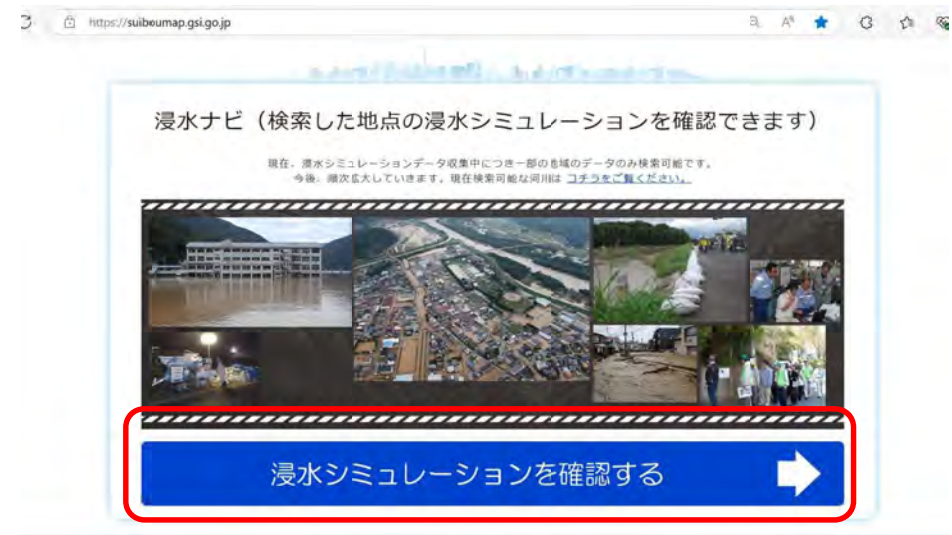 https://suiboumap.gsi.go.jp
浸水ナビ（検索した地点の浸水シミュレーションを確認できます）
現在、浸水シミュレーションデータ収集中につき一部の地域のデータのみ検索可能です。
今後、順次拡大していきます。現在検索可能な河川は コチラをご覧ください。
浸水シミュレーションを確認する